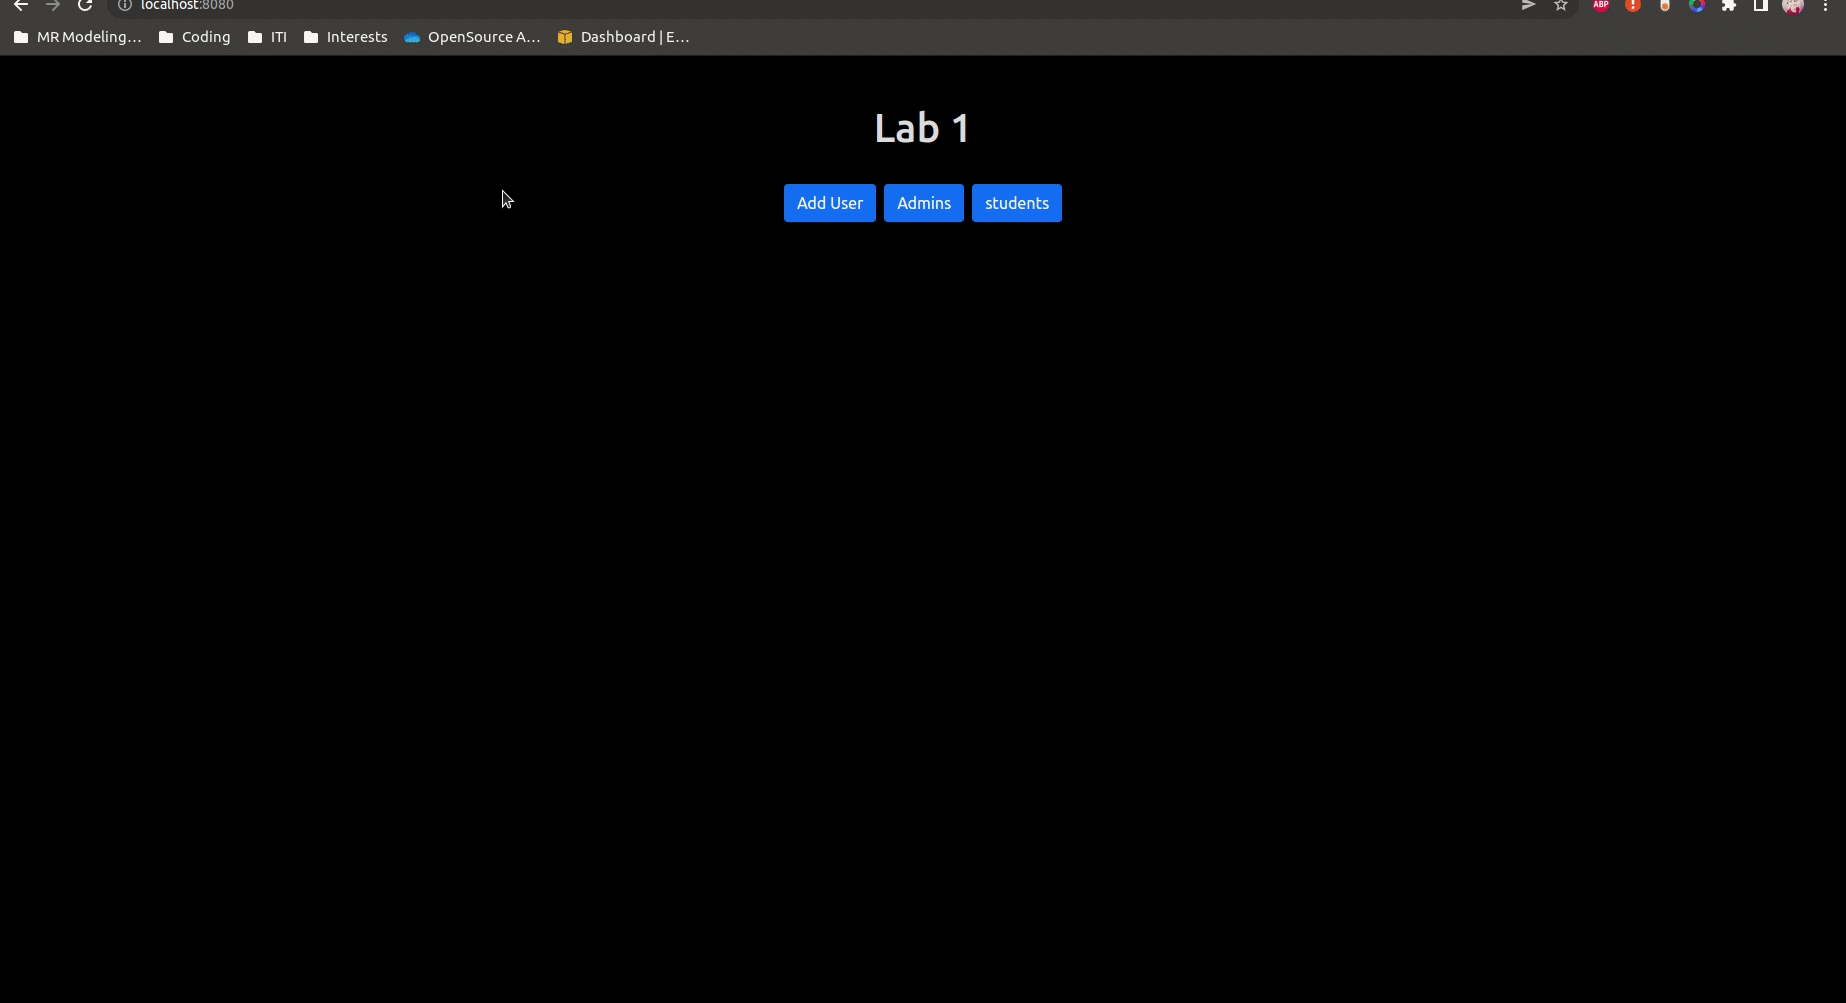 localhost:8080
MR Modeling... Coding ITI Interests OpenSource A... Dashboard | E...
Lab 1
Add User Admins students
ABP